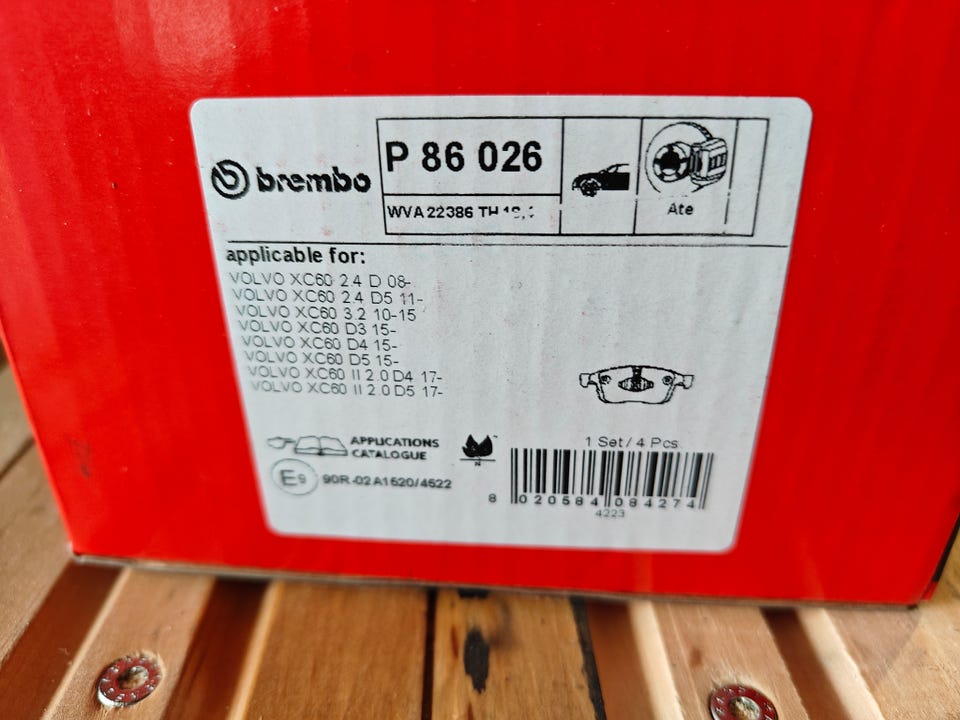 brembo
P 86 026
WVA 22386 TH
Ate
applicable for:
VOLVO XC60 2.4 D 08-
VOLVO XC60 2.4 D5 11-
VOLVO XC60 3.2 10-15
VOLVO XC60 D3 15-
VOLVO XC60 D4 15-
VOLVO XC60 D5 15-
VOLVO XC60 II 2.0 D4 17-
VOLVO XC60 II 2.0 D5 17-
APPLICATIONS
CATALOGUE
N
1 Set / 4 Pcs
E9
90R-02A1620/4622
8 020584 084274
4223